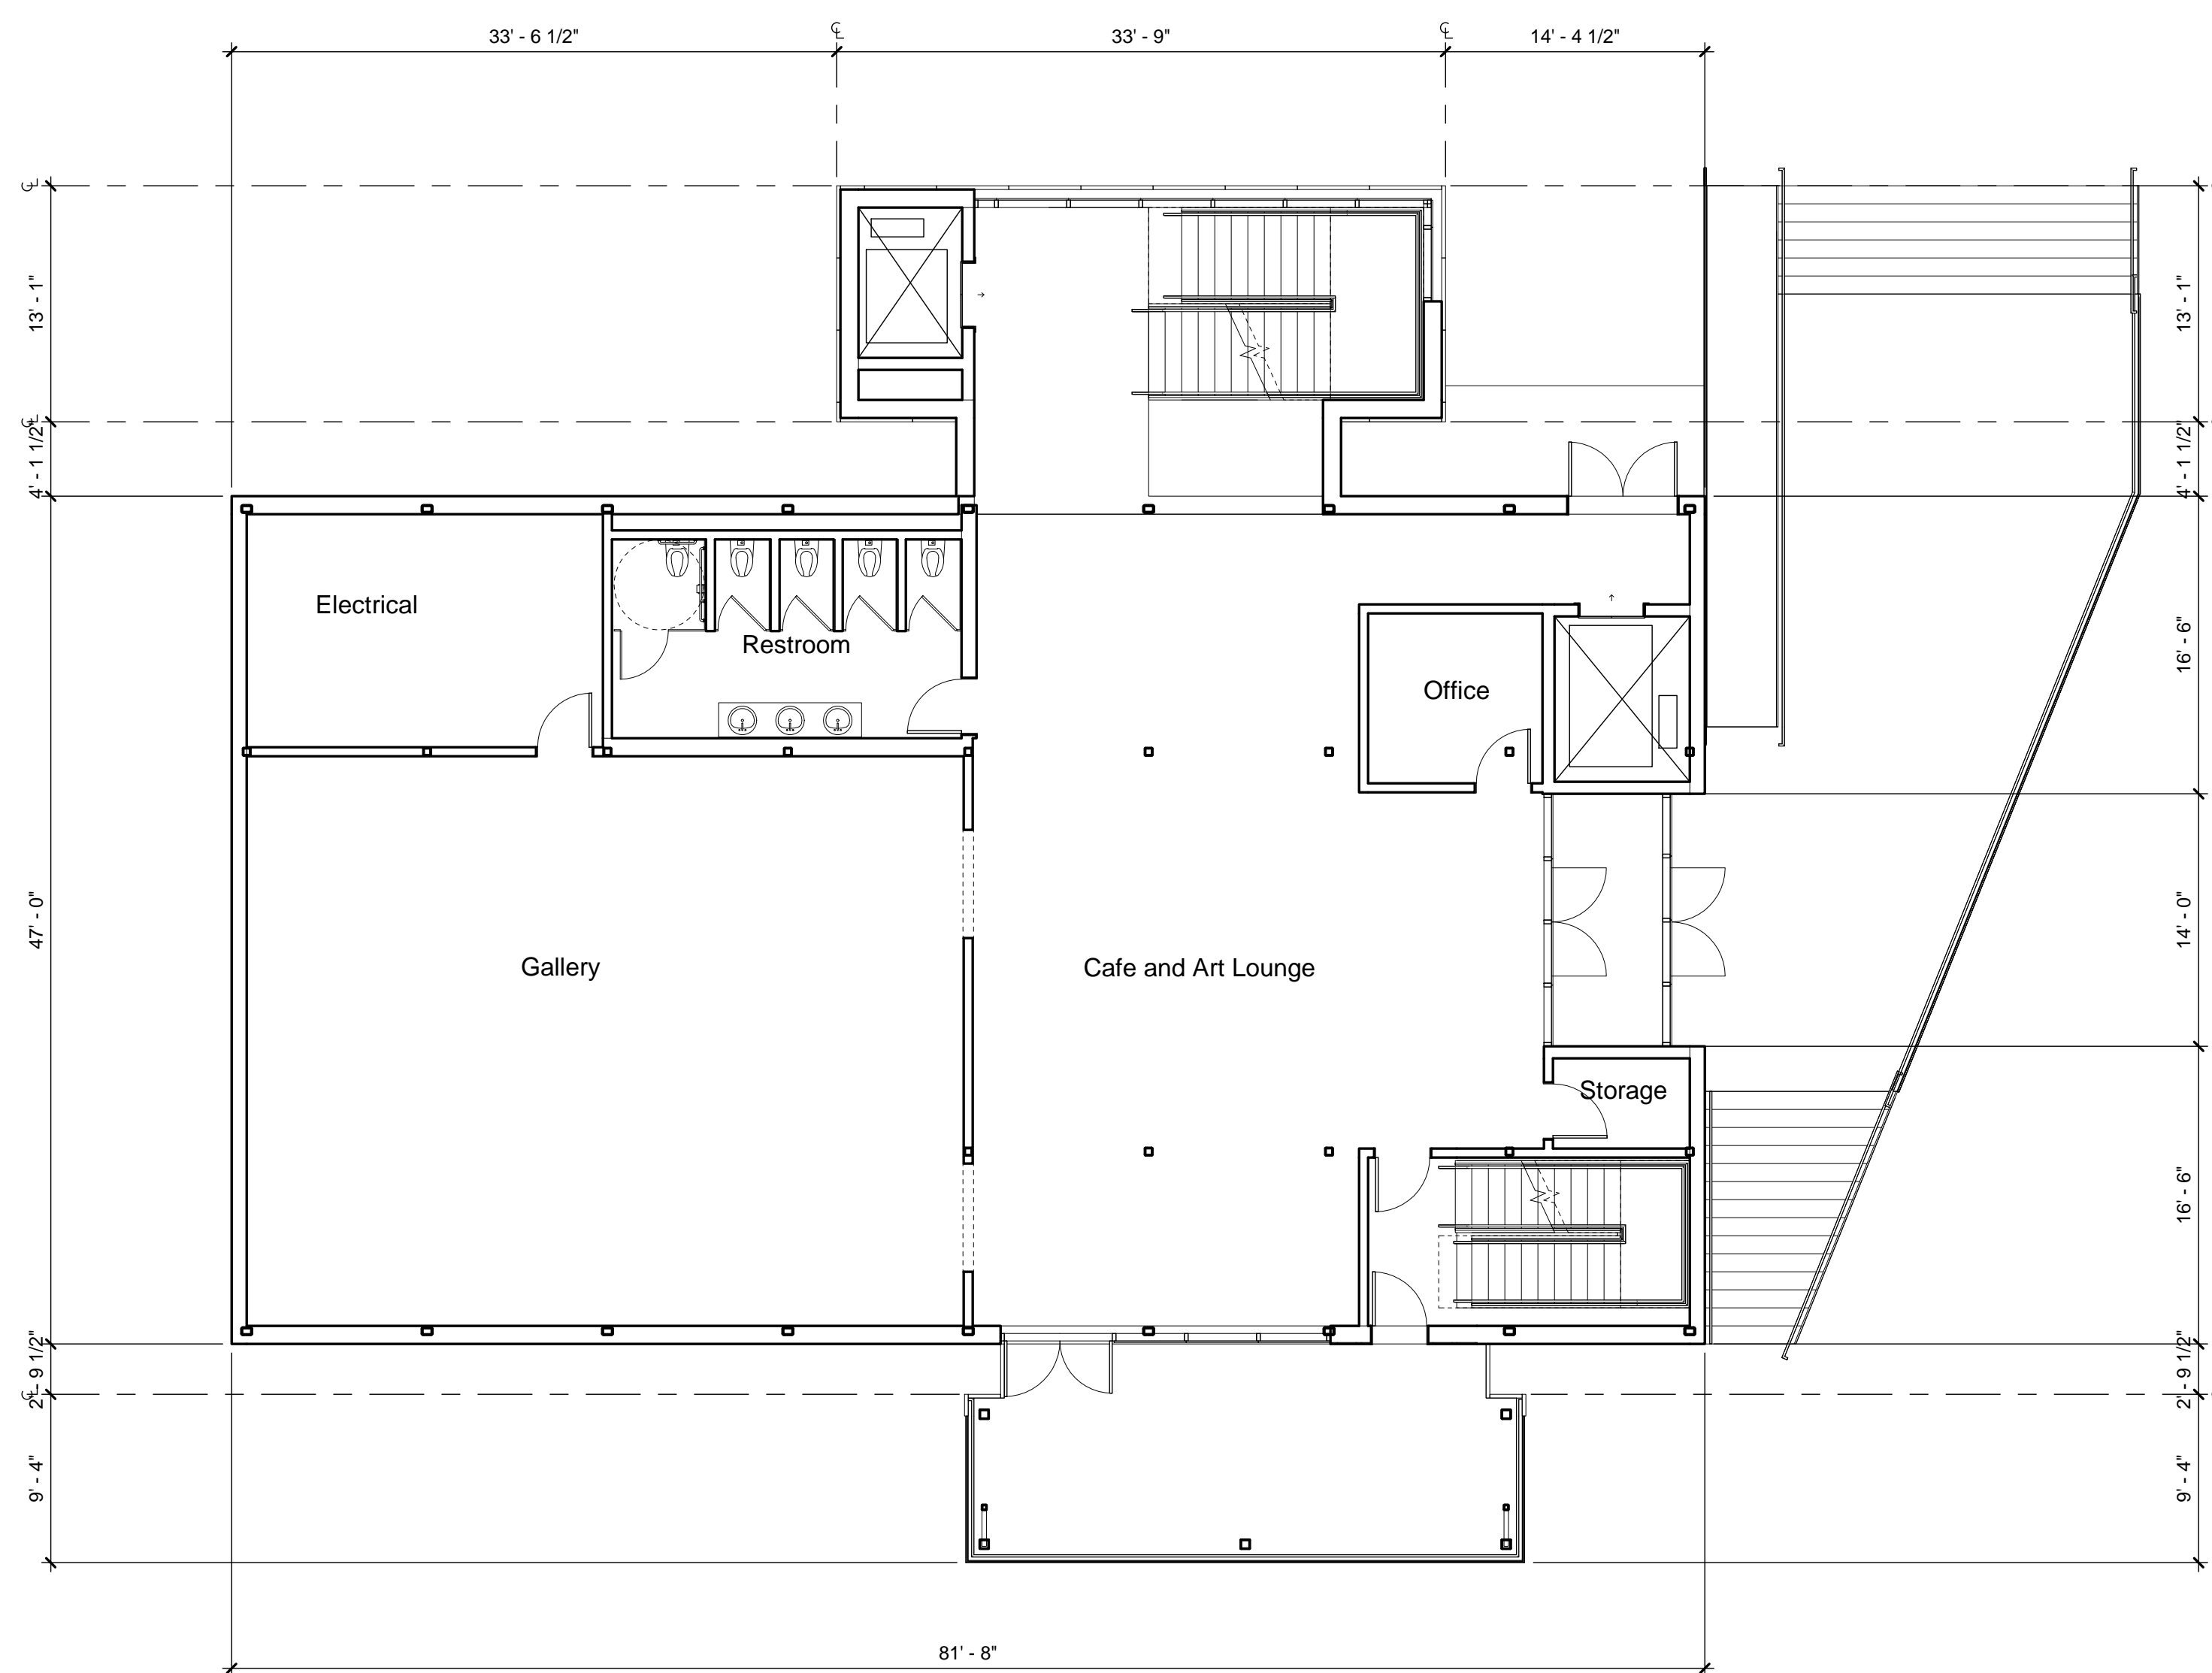 33' - 6 1/2"
33' - 9"
14' - 4 1/2"
13' - 1"
4' - 1 1/2"
47' - 0"
2' - 9 1/2"
9' - 4"
13' - 1"
4' - 1 1/2"
16' - 6"
14' - 0"
16' - 6"
2' - 9 1/2"
9' - 4"
Electrical
Restroom
Office
Gallery
Cafe and Art Lounge
Storage
81' - 8"